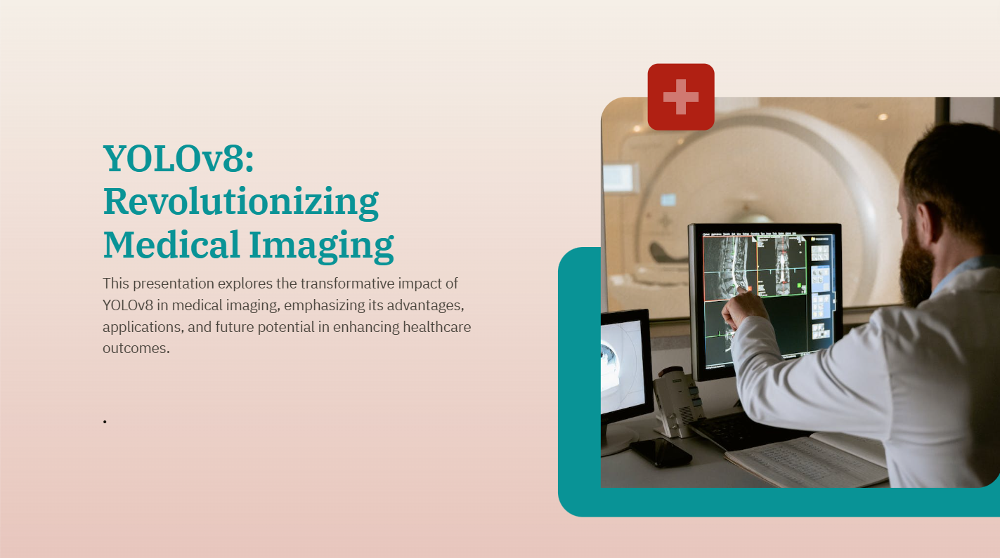 YOLOv8:
Revolutionizing
Medical Imaging
This presentation explores the transformative impact of
YOLOv8 in medical imaging, emphasizing its advantages,
applications, and future potential in enhancing healthcare
outcomes.
.